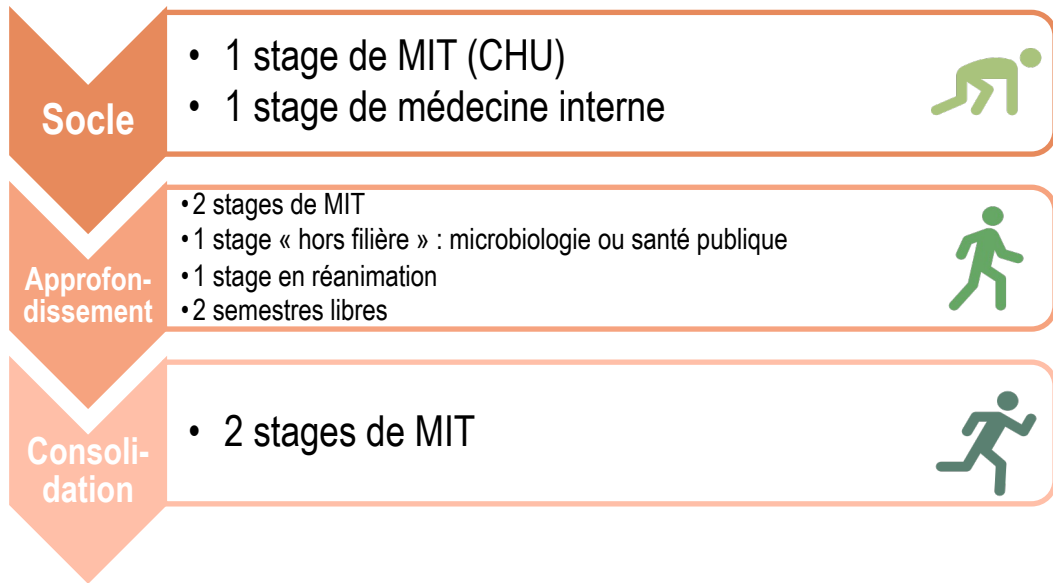 Socle
• 1 stage de MIT (CHU)
• 1 stage de médecine interne
Approfon-
dissement
• 2 stages de MIT
• 1 stage « hors filière » : microbiologie ou santé publique
• 1 stage en réanimation
• 2 semestres libres
Consoli-
dation
• 2 stages de MIT